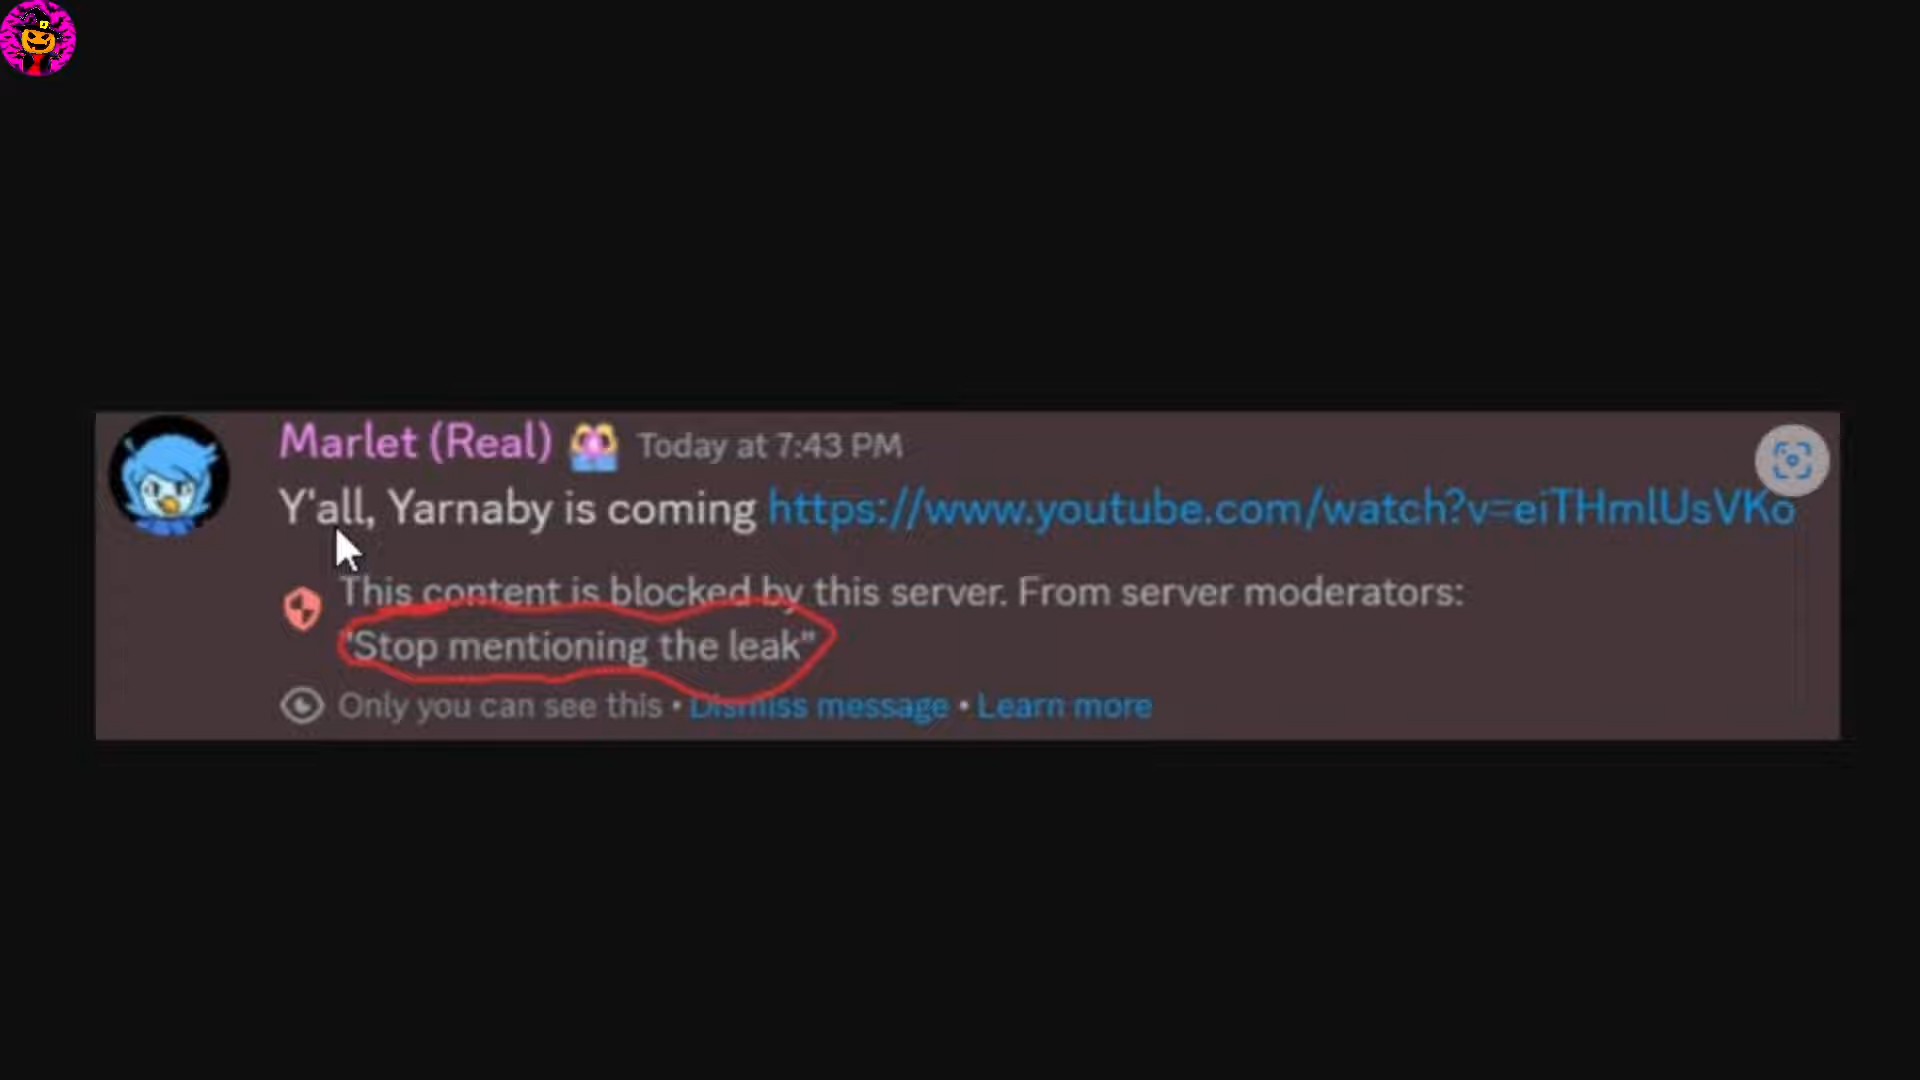 Marlet (Real) Today at 7:43 PM
Y'all, Yarnaby is coming https://www.youtube.com/watch?v=eiTHmlUsVKo
This content is blocked by this server. From server moderators:
"Stop mentioning the leak"
Only you can see this • Dismiss message • Learn more